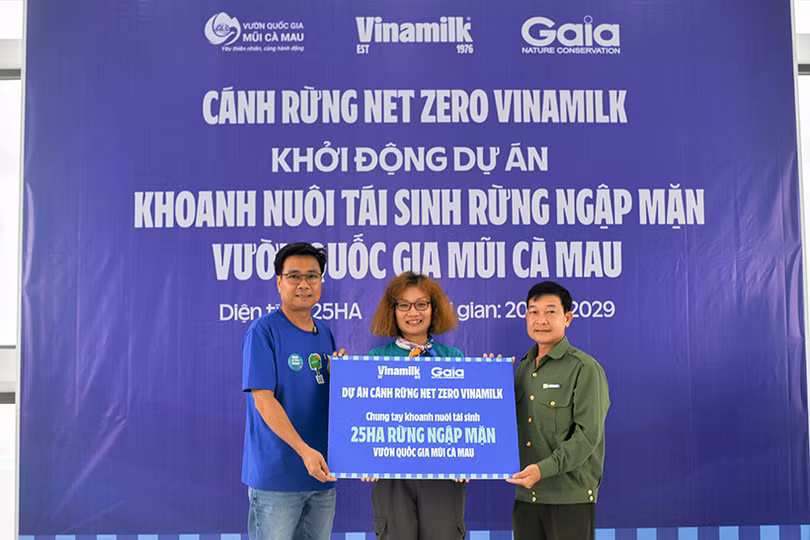 VƯỜN QUỐC GIA
MŨI CÀ MAU
Yêu thiên nhiên, cùng hành động
Vinamilk
EST 1976
Gaia
NATURE CONSERVATION
CÁNH RỪNG NET ZERO VINAMILK
KHỞI ĐỘNG DỰ ÁN
KHOANH NUÔI TÁI SINH RỪNG NGẬP MẶN
VƯỜN QUỐC GIA MŨI CÀ MAU
Diện 25HA gian: 2029
Vinamilk Gaia
DỰ ÁN CÁNH RỪNG NET ZERO VINAMILK
Chung tay khoanh nuôi tái sinh
25HA RỪNG NGẬP MẶN
VƯỜN QUỐC GIA MŨI CÀ MAU